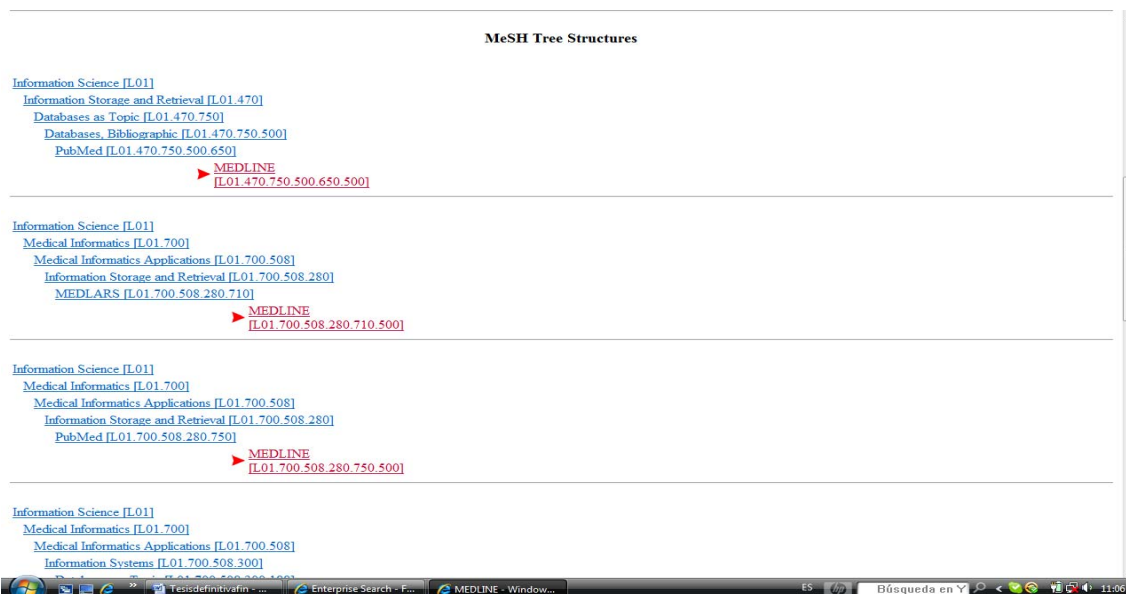 MeSH Tree Structures
Information Science [L01]
Information Storage and Retrieval [L01.470]
Databases as Topic [L01.470.750]
Databases, Bibliographic [L01.470.750.500]
PubMed [L01.470.750.500.650]
MEDLINE
[L01.470.750.500.650.500]
Information Science [L01]
Medical Informatics [L01.700]
Medical Informatics Applications [L01.700.508]
Information Storage and Retrieval [L01.700.508.280]
MEDLARS [L01.700.508.280.710]
MEDLINE
[L01.700.508.280.710.500]
Information Science [L01]
Medical Informatics [L01.700]
Medical Informatics Applications [L01.700.508]
Information Storage and Retrieval [L01.700.508.280]
PubMed [L01.700.508.280.750]
MEDLINE
[L01.700.508.280.750.500]
Information Science [L01]
Medical Informatics [L01.700]
Medical Informatics Applications [L01.700.508]
Information Systems [L01.700.508.300]
» Tesisdefinitivafin - ... Enterprise Search - F... MEDLINE - Window... ES hp Búsqueda en Y < 11:06